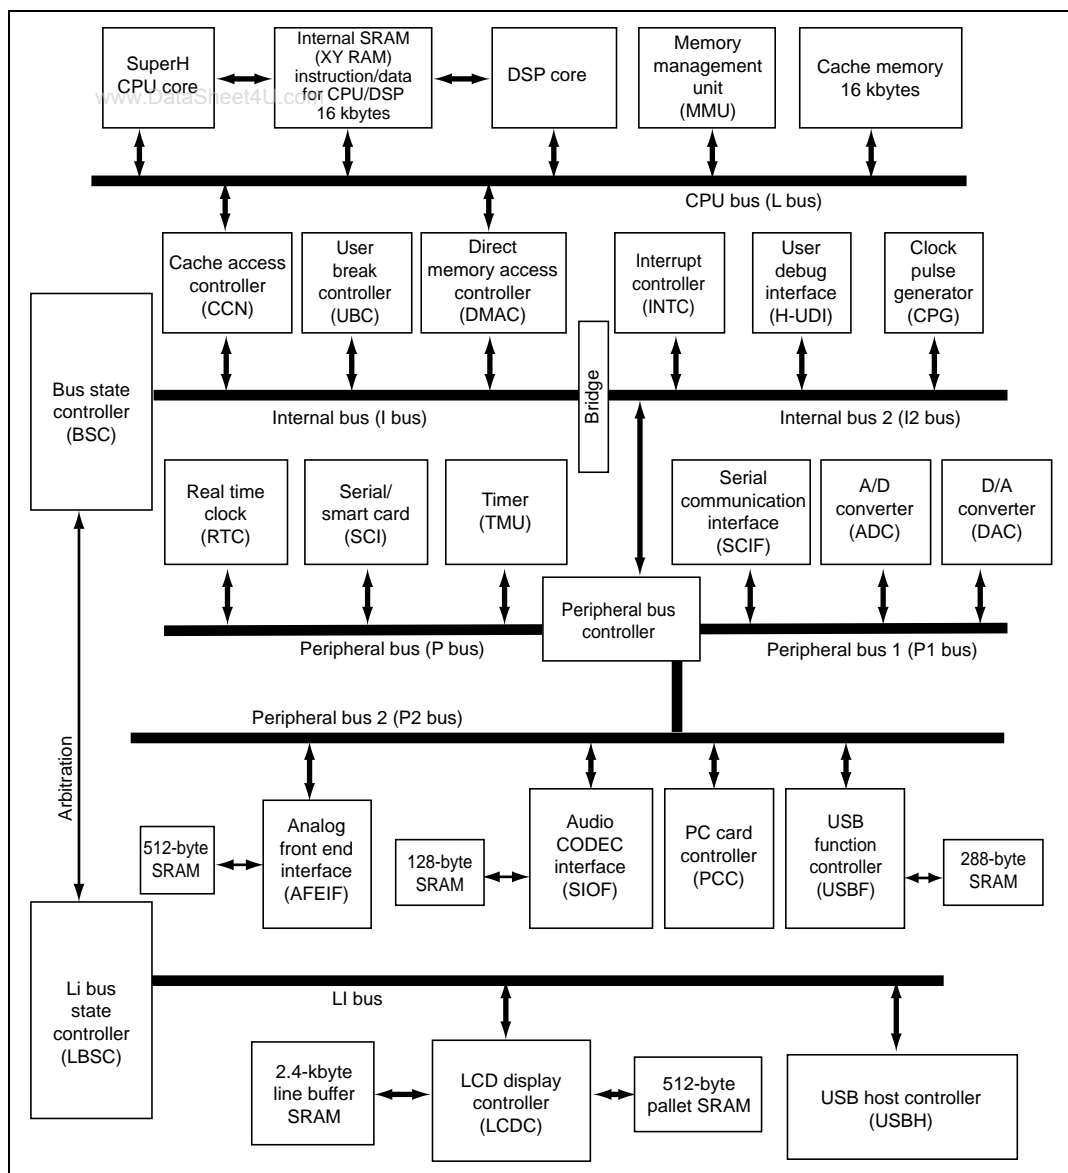 SuperH
CPU core
Internal SRAM
(XY RAM)
instruction/data
for CPU/DSP
16 kbytes
DSP core
Memory
management
unit
(MMU)
Cache memory
16 kbytes
www.DataSheet4U.com
CPU bus (L bus)
Cache access
controller
(CCN)
User
break
controller
(UBC)
Direct
memory access
controller
(DMAC)
Interrupt
controller
(INTC)
User
debug
interface
(H-UDI)
Clock
pulse
generator
(CPG)
Bus state
controller
(BSC)
Bridge
Internal bus (I bus)
Internal bus 2 (I2 bus)
Real time
clock
(RTC)
Serial/
smart card
(SCI)
Timer
(TMU)
Serial
communication
interface
(SCIF)
A/D
converter
(ADC)
D/A
converter
(DAC)
Peripheral bus
controller
Peripheral bus (P bus)
Peripheral bus 1 (P1 bus)
Peripheral bus 2 (P2 bus)
Arbitration
512-byte
SRAM
Analog
front end
interface
(AFEIF)
128-byte
SRAM
Audio
CODEC
interface
(SIOF)
PC card
controller
(PCC)
USB
function
controller
(USBF)
288-byte
SRAM
Li bus
state
controller
(LBSC)
LI bus
2.4-kbyte
line buffer
SRAM
LCD display
controller
(LCDC)
512-byte
pallet SRAM
USB host controller
(USBH)